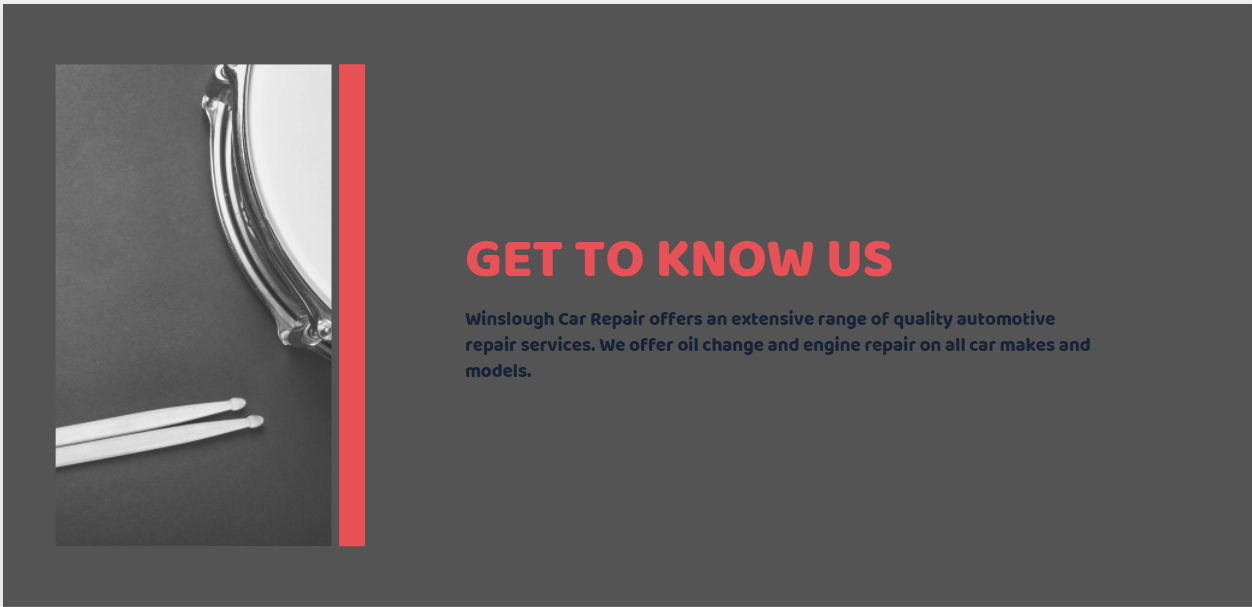 GET TO KNOW US
Winslough Car Repair offers an extensive range of quality automotive
repair services. We offer oil change and engine repair on all car makes and
models.